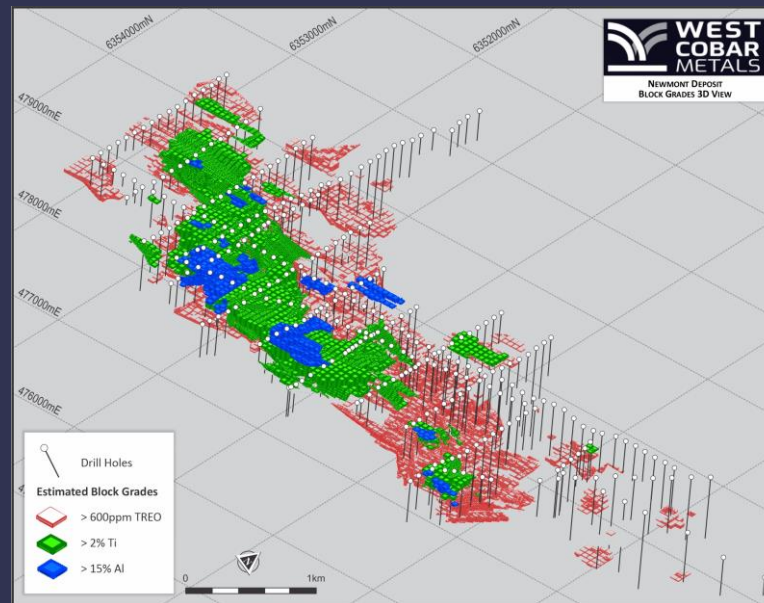 WEST
COBAR
METALS
NEWMONT DEPOSIT
BLOCK GRADES 3D VIEW
6354000mN
6353000mN
6352000mN
479000mE
478000mE
477000mE
476000mE
Drill Holes
Estimated Block Grades
> 600ppm TREO
> 2% Ti
> 15% Al
0 1km